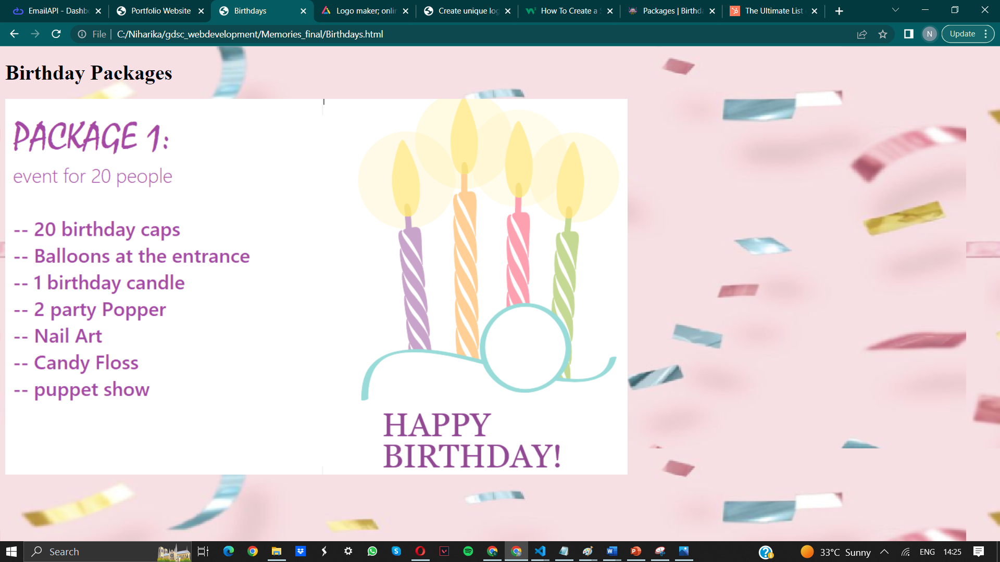 EmailAPI - Dashb
Portfolio Website
Birthdays
Logo maker; onlin
Create unique log
How To Create a S
Packages | Birthda
The Ultimate List
File
C:/Niharika/gdsc_webdevelopment/Memories_final/Birthdays.html
N
Update
Birthday Packages
PACKAGE 1:
event for 20 people
-- 20 birthday caps
-- Balloons at the entrance
-- 1 birthday candle
-- 2 party Popper
-- Nail Art
-- Candy Floss
-- puppet show
HAPPY
BIRTHDAY!
Search
33°C Sunny
ENG
14:25